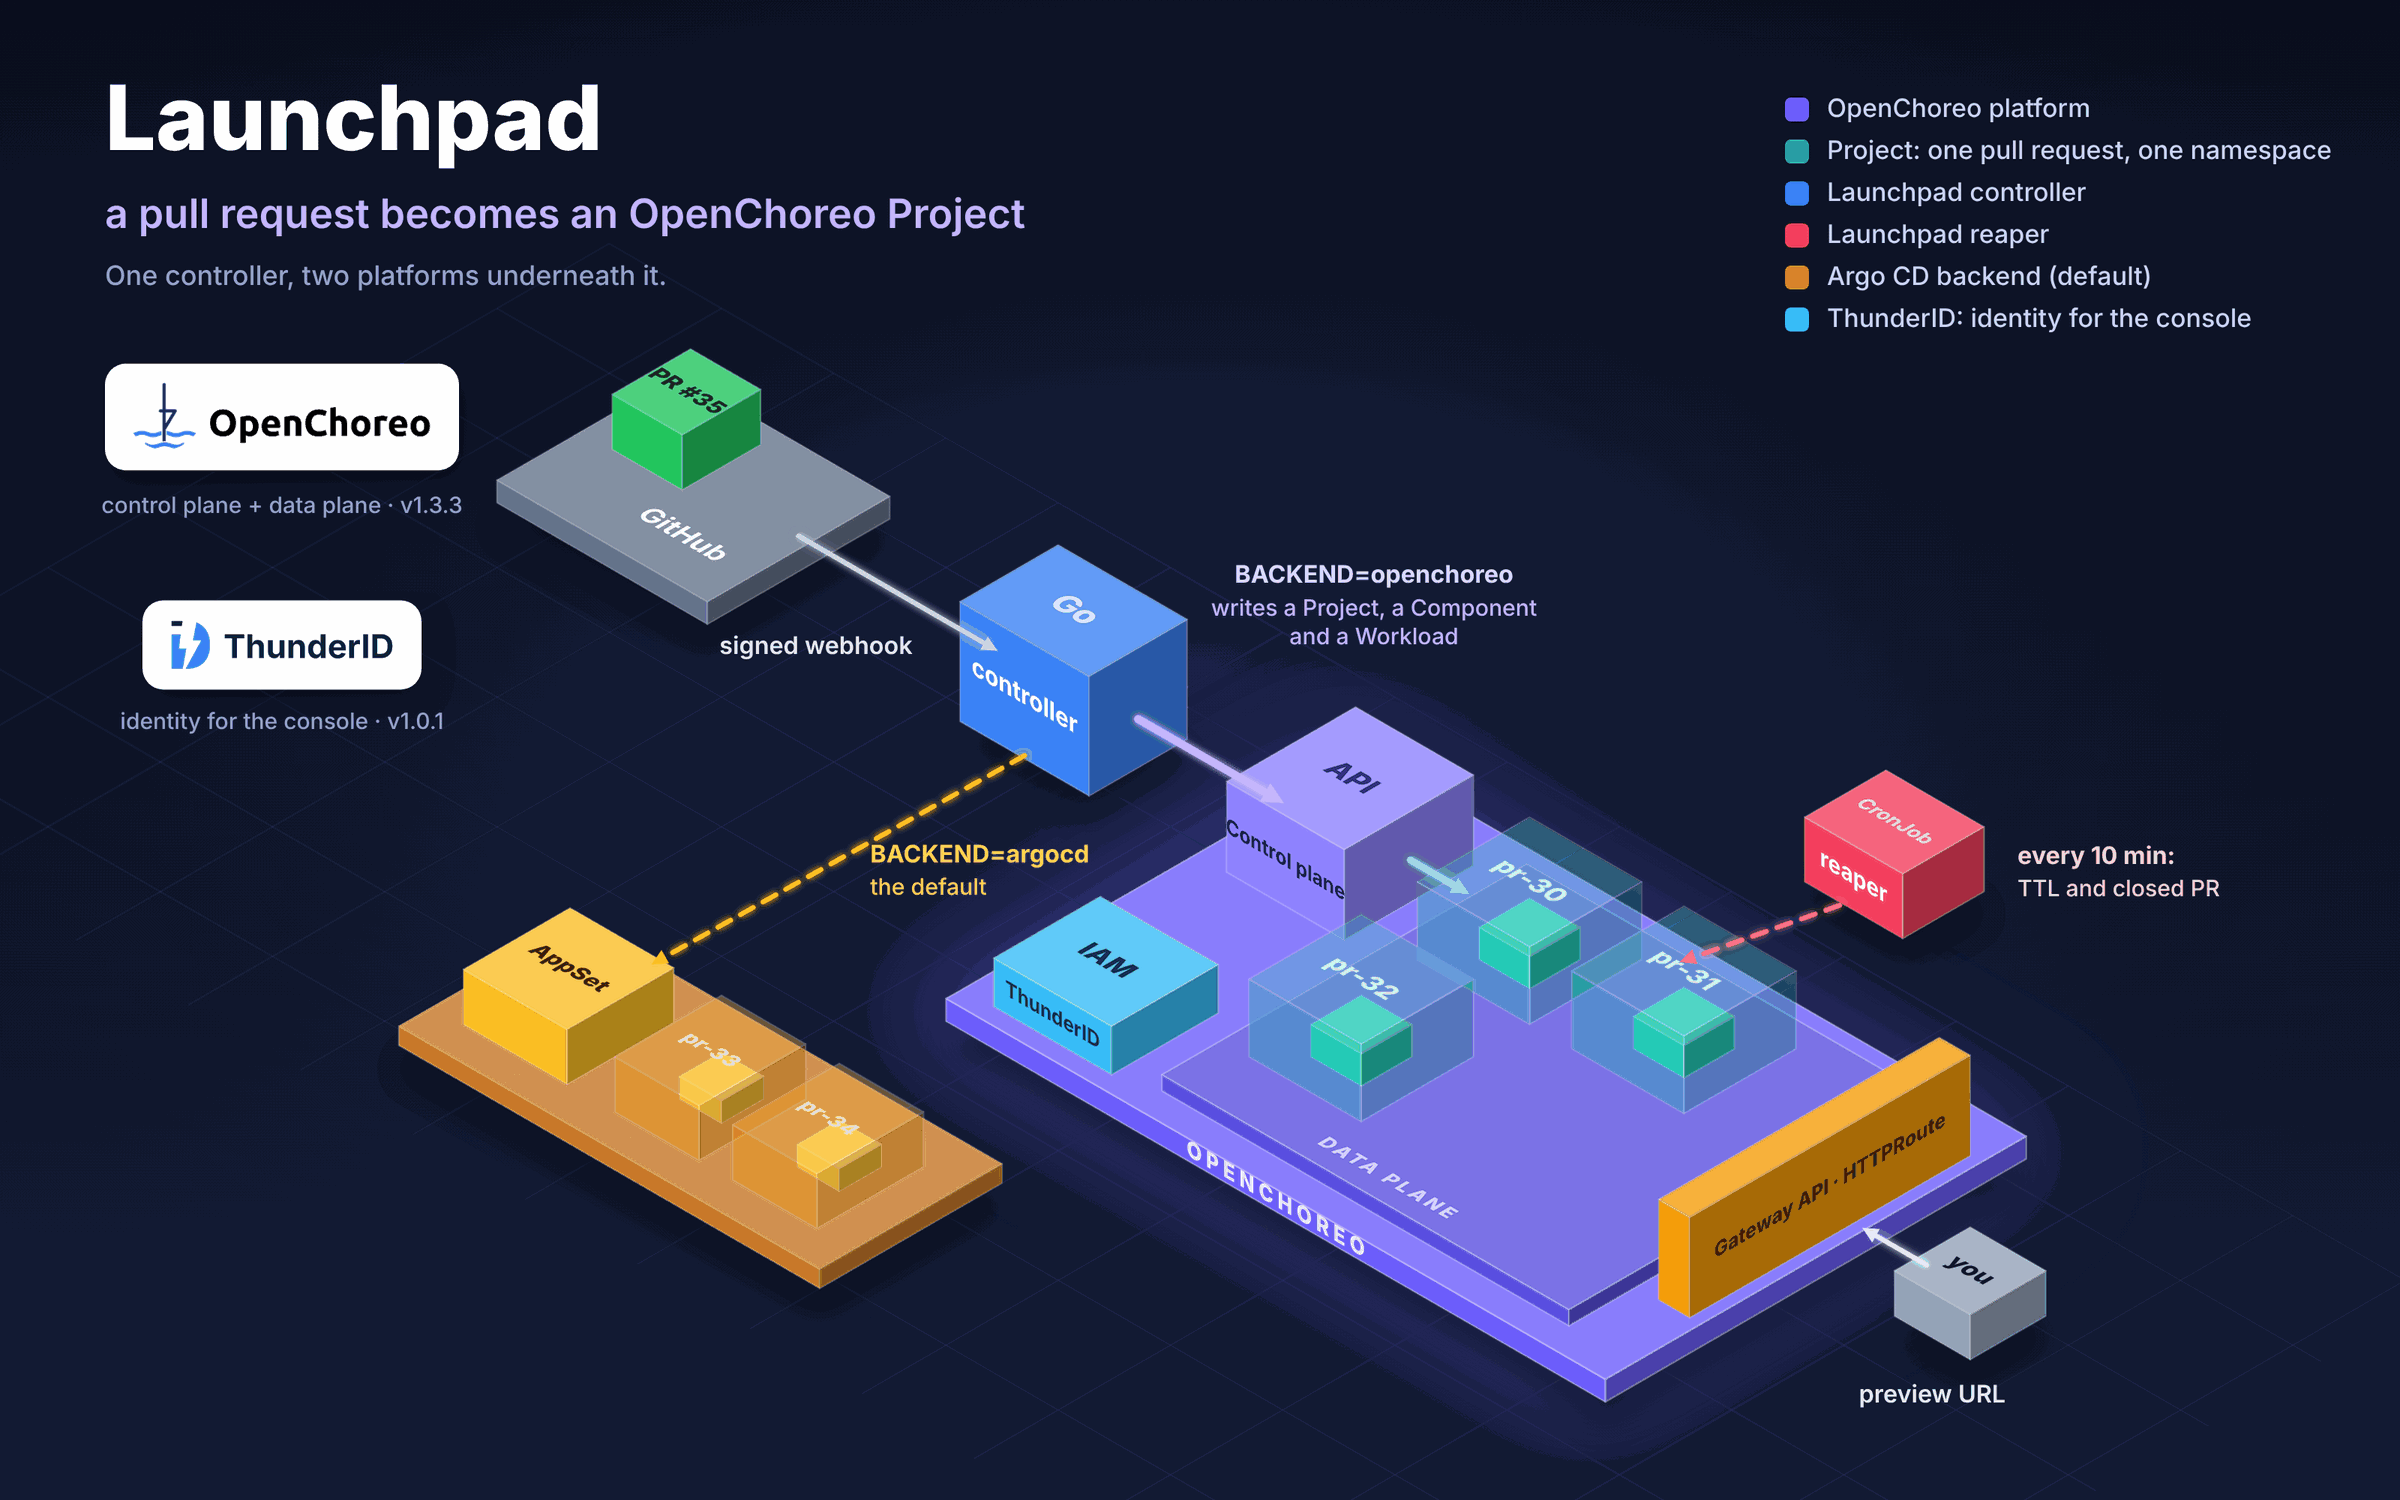 Launchpad
a pull request becomes an OpenChoreo Project
One controller, two platforms underneath it.
OpenChoreo platform
Project: one pull request, one namespace
Launchpad controller
Launchpad reaper
Argo CD backend (default)
ThunderID: identity for the console
OpenChoreo
control plane + data plane · v1.3.3
ThunderID
identity for the console · v1.0.1
PR #35
GitHub
signed webhook
Go
controller
BACKEND=openchoreo
writes a Project, a Component
and a Workload
BACKEND=argocd
the default
API
Control plane
IAM
ThunderID
pr-30
pr-32
pr-31
CronJob
reaper
every 10 min:
TTL and closed PR
AppSet
pr-33
pr-34
DATA PLANE
OPENCHOREO
Gateway API · HTTPRoute
you
preview URL